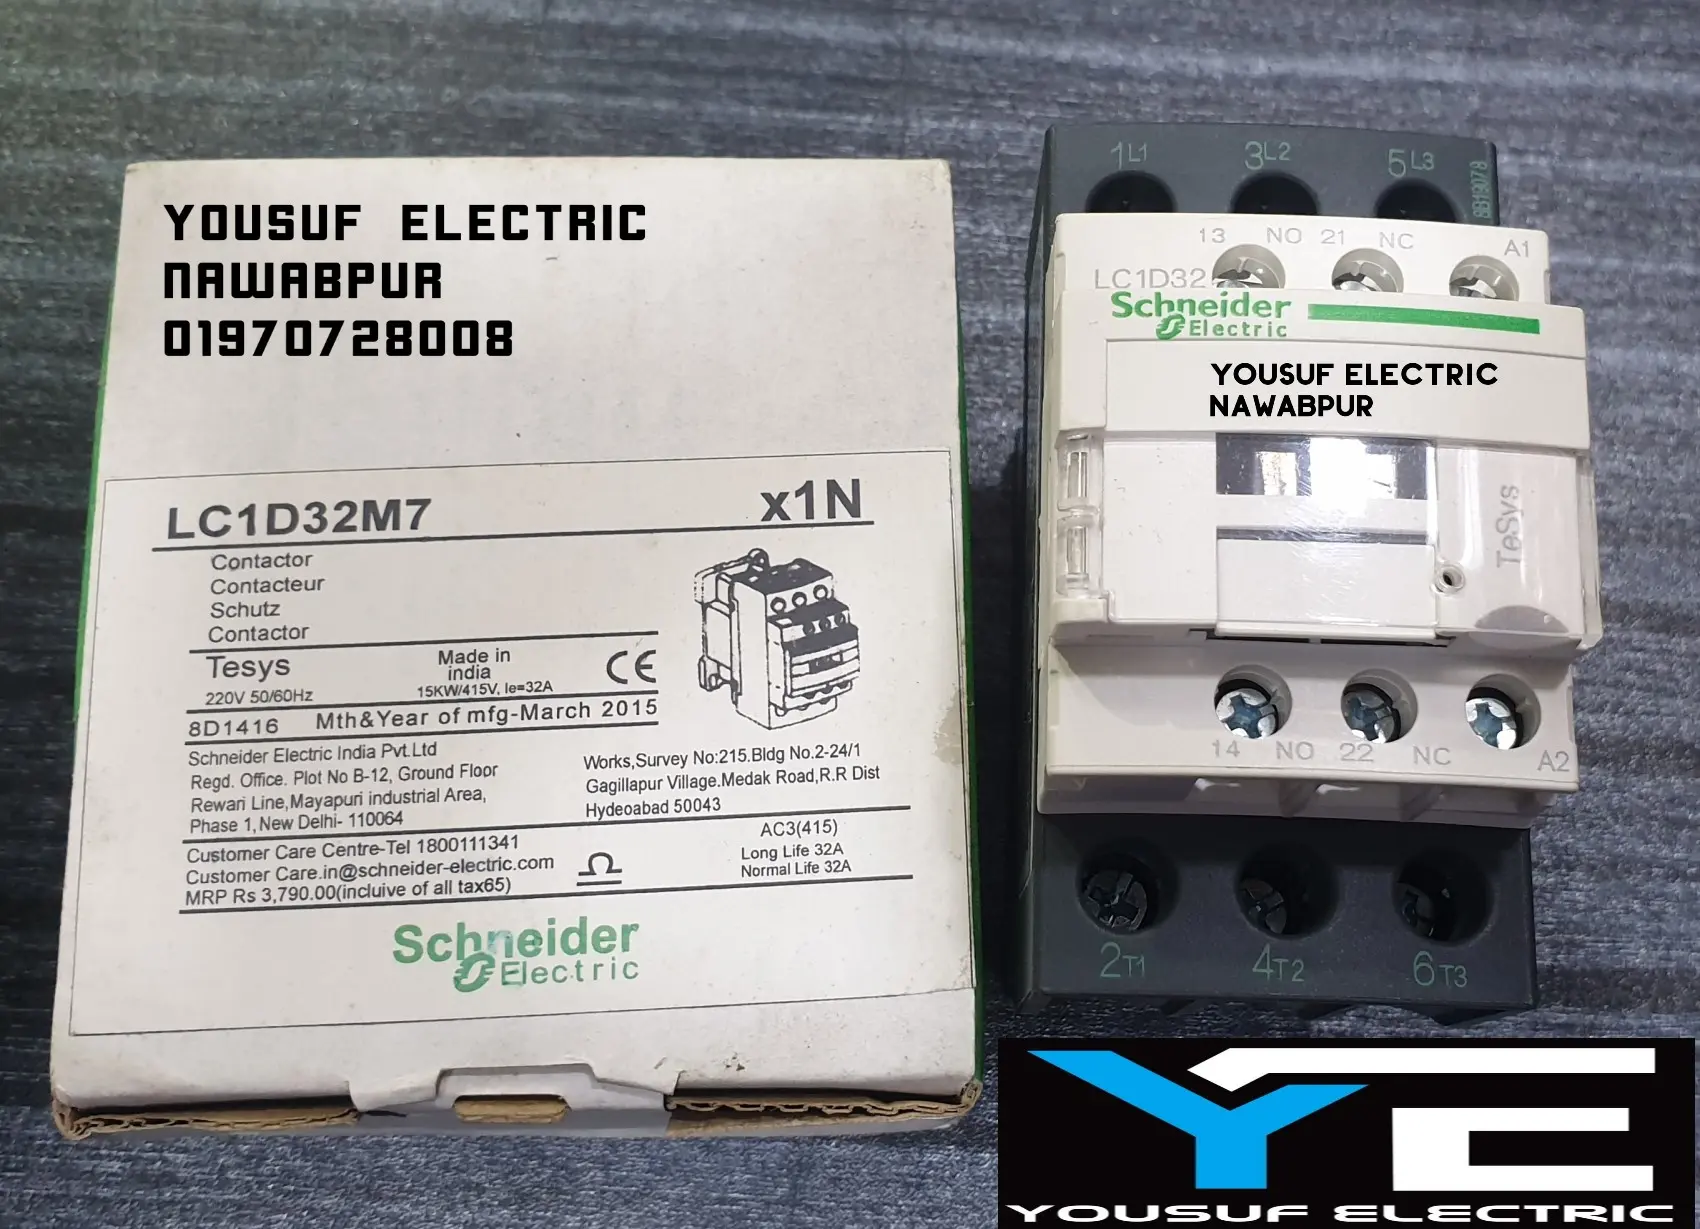 YOUSUF ELECTRIC
NAWABPUR
01970728008
LC1D32M7 x1N
Contactor
Contacteur
Schutz
Contactor
Tesys
220V 50/60Hz
Made in
india
15KW/415V, Ie=32A
CE
8D1416 Mth&Year of mfg-March 2015
Schneider Electric India Pvt.Ltd
Regd. Office. Plot No B-12, Ground Floor
Rewari Line,Mayapuri industrial Area,
Phase 1,New Delhi- 110064
Works,Survey No:215.Bldg No.2-24/1
Gagillapur Village.Medak Road,R.R Dist
Hydeoabad 50043
Customer Care Centre-Tel 1800111341
Customer Care.in@schneider-electric.com
MRP Rs 3,790.00(incluive of all tax65)
AC3(415)
Long Life 32A
Normal Life 32A
Schneider
Electric
1L1 3L2 5L3
8B19078
13 NO 21 NC A1
LC1D32
Schneider
Electric
YOUSUF ELECTRIC
NAWABPUR
TeSys
14 NO 22 NC A2
2T1 4T2 6T3
YE
YOUSUF ELECTRIC